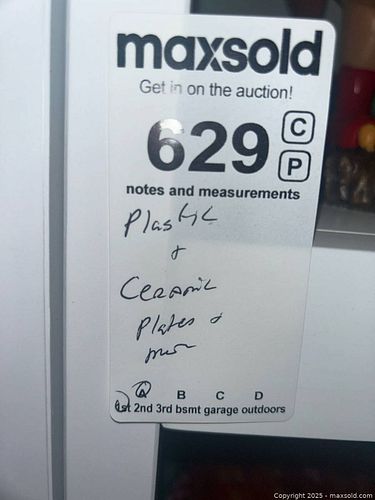 maxsold
Get in on the auction!
629 C
P
notes and measurements
Plastic
+
Ceramic
plates +
more
A B C D
1st 2nd 3rd bsmt garage outdoors
Copyright 2025 - maxsold.com